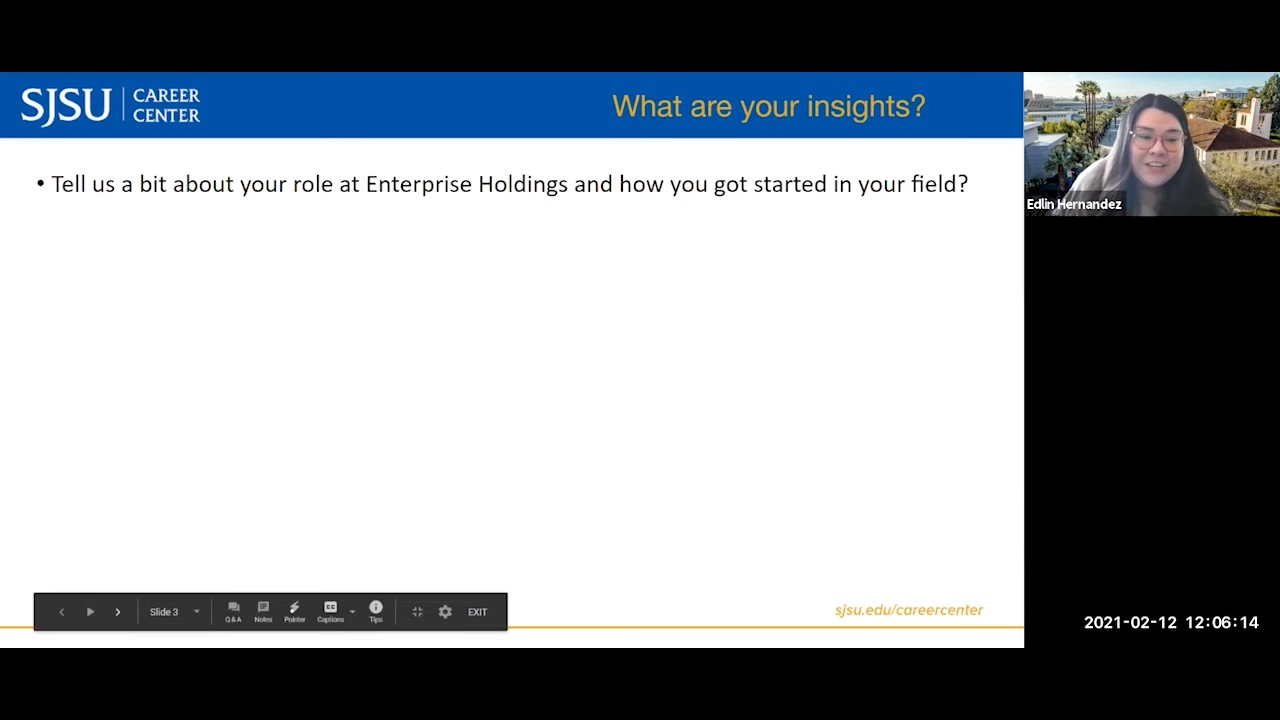 SJSU
CAREER
CENTER
What are your insights?
• Tell us a bit about your role at Enterprise Holdings and how you got started in your field?
Edlin Hernandez
Slide 3
Q&A
Notes
Pointer
CC
Captions
Tips
EXIT
sjsu.edu/careercenter
2021-02-12 12:06:14